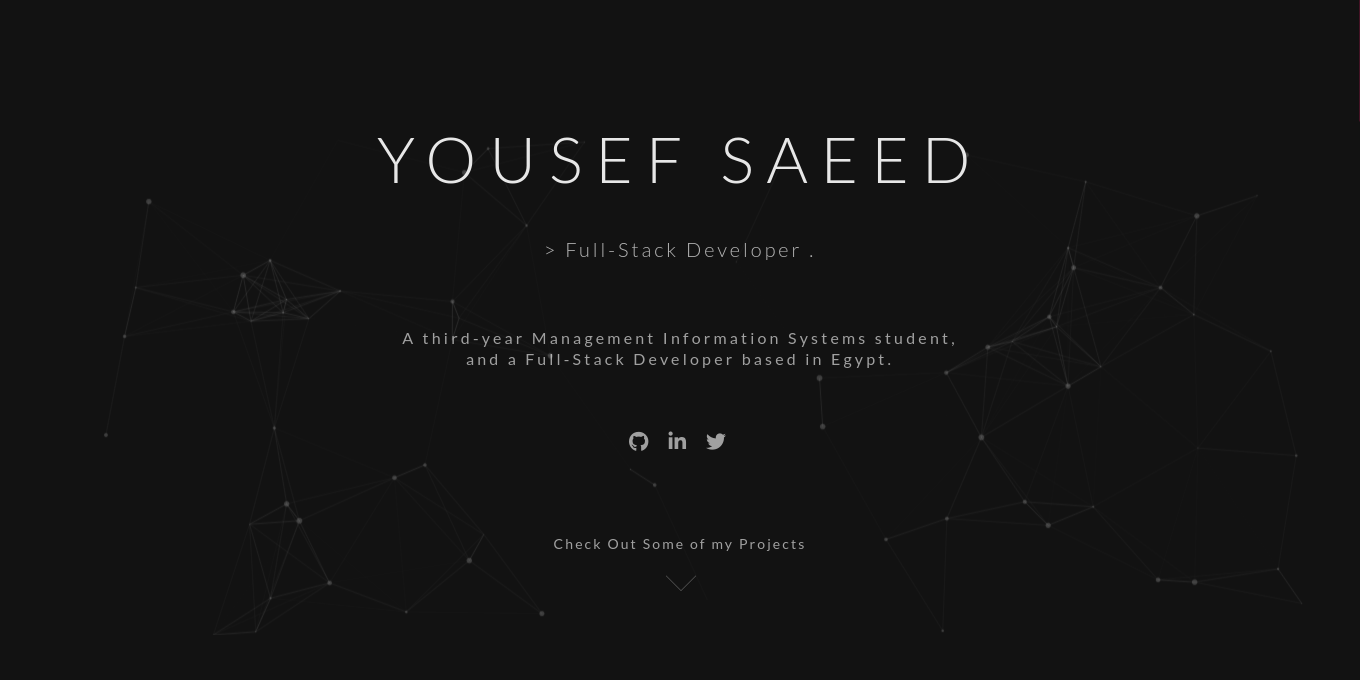 YOUSEF SAEED
> Full-Stack Developer .
A third-year Management Information Systems student,
and a Full-Stack Developer based in Egypt.
in
Check Out Some of my Projects